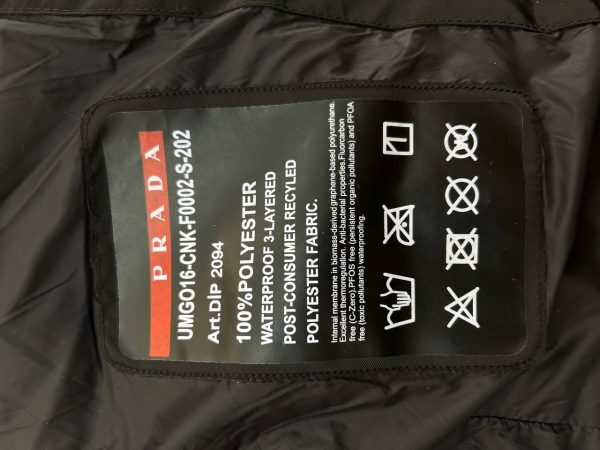 PRADA
UMGO16-CNK-F0002-S-202
Art.DIP 2094
100%POLYESTER
WATERPROOF 3-LAYERED
POST-CONSUMER RECYLED
POLYESTER FABRIC.
Internal membrane in biomass-derived graphene-based polyurethane.
Excellent thermoregulation. Anti-bacterial properties.Fluorcarbon
free (C-Zero).PFOS free (persistent organic pollutants) and PFOA
free (toxic pollutants) waterproofing.